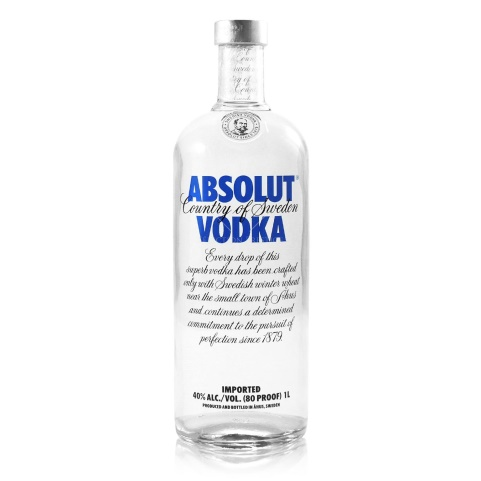 ABSOLUT
Country of Sweden
VODKA
Every drop of this
superb vodka has been crafted
only with Swedish winter wheat
near the small town of Åhus
and continues a determined
commitment to the pursuit of
perfection since 1879.
IMPORTED
40% ALC./VOL. (80 PROOF) 1L
PRODUCED AND BOTTLED IN ÅHUS, SWEDEN